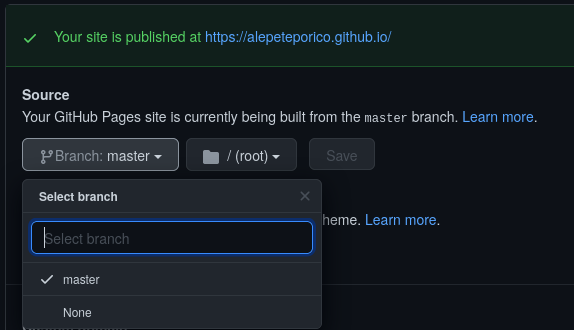 Your site is published at https://alepeteporico.github.io/
Source
Your GitHub Pages site is currently being built from the master branch. Learn more.
Branch: master
/ (root)
Save
Select branch
heme. Learn more.
Select branch
master
None